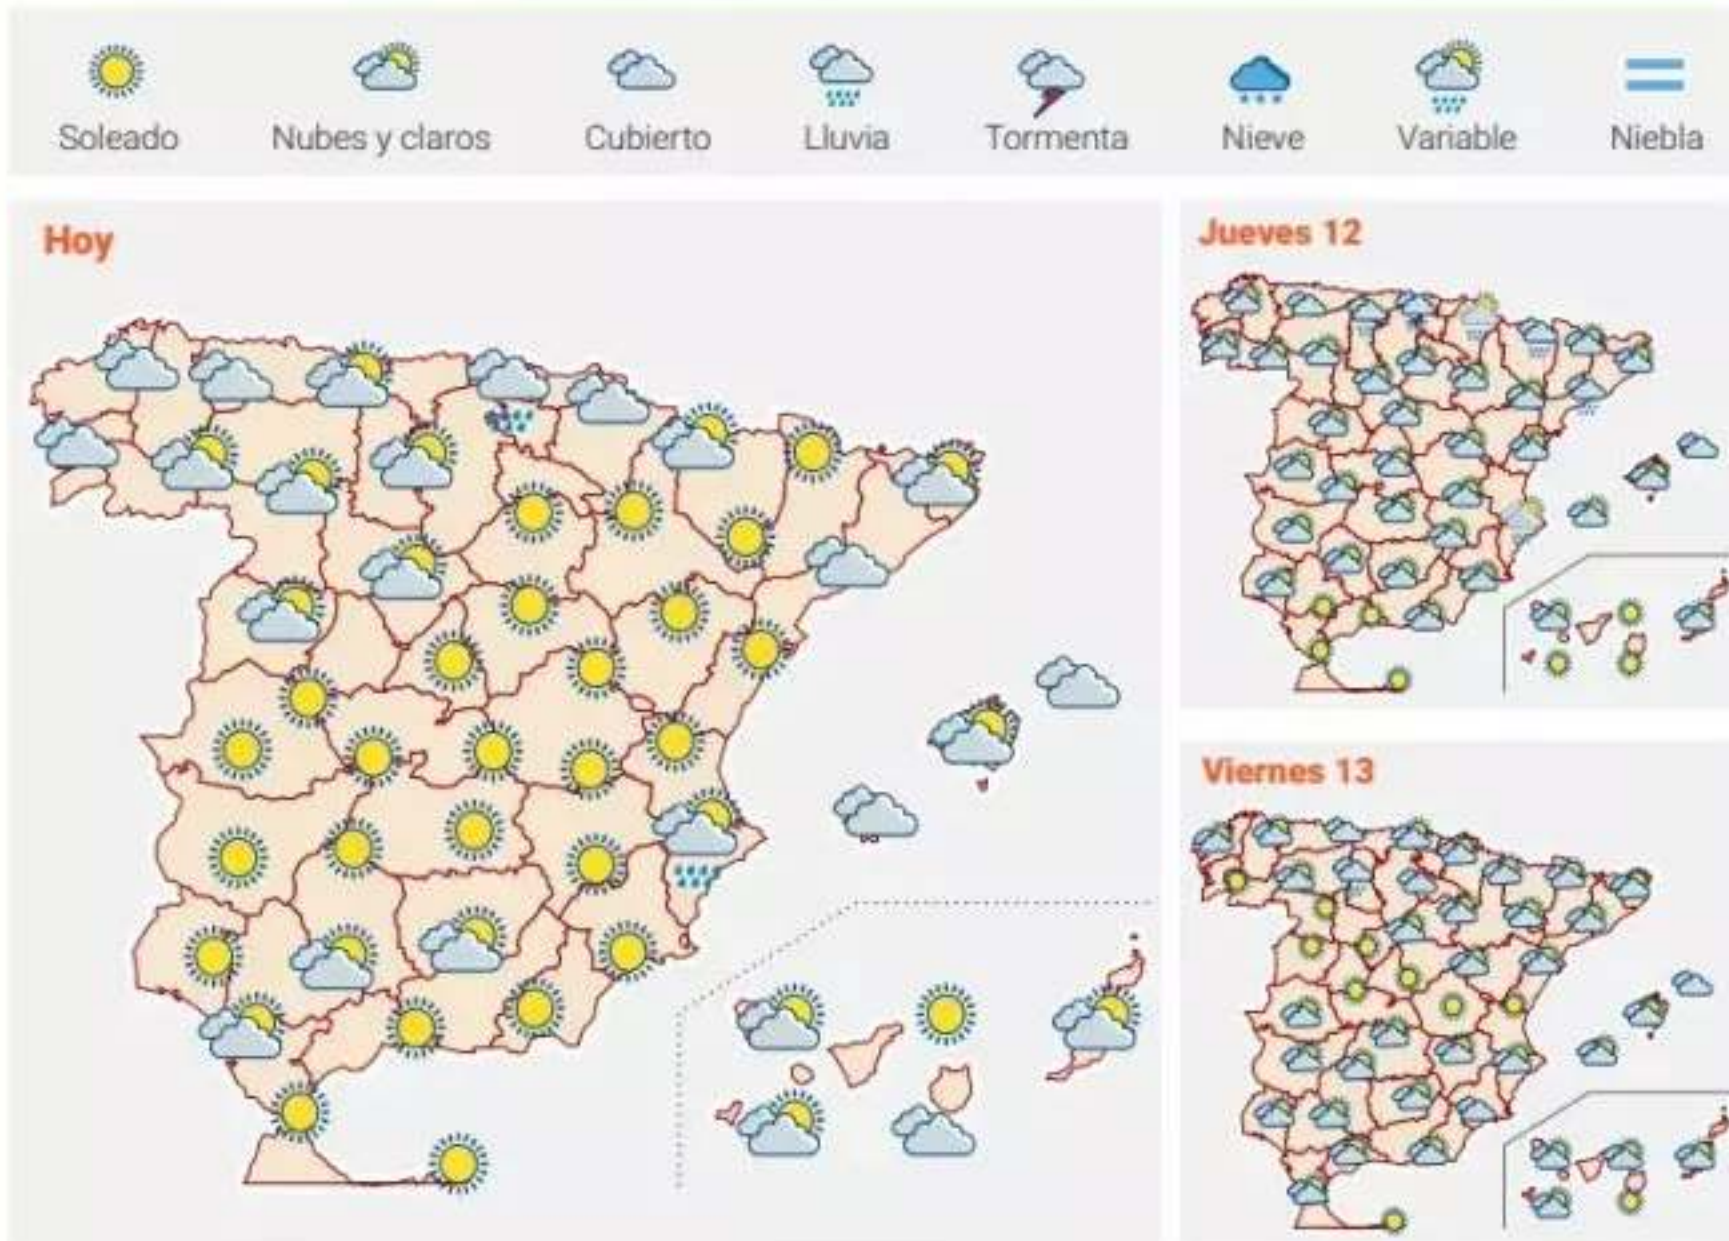 Soleado Nubes y claros Cubierto Lluvia Tormenta Nieve Variable Niebla
Hoy
Jueves 12
Viernes 13